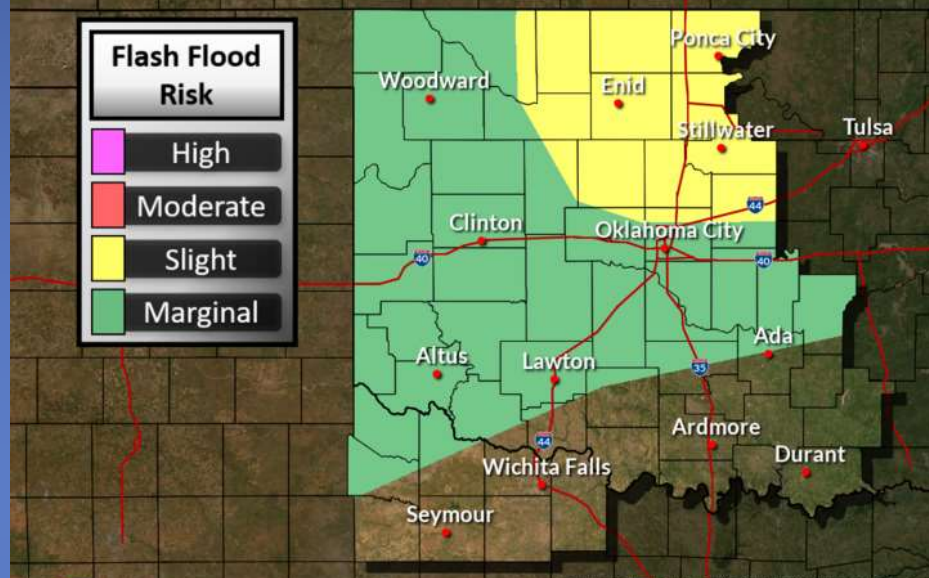 Flash Flood
Risk
High
Moderate
Slight
Marginal
Ponca City
Woodward
Enid
Stillwater
Tulsa
44
Clinton
Oklahoma City
40
40
Ada
Altus
Lawton
35
Ardmore
44
Durant
Wichita Falls
Seymour